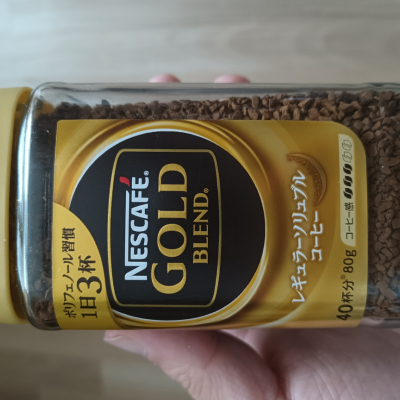 ポリフェノール習慣
1日3杯
NESCAFÉ®
GOLD
BLEND®
レギュラーソリュブル
コーヒー
コーヒー感
40杯分*80g